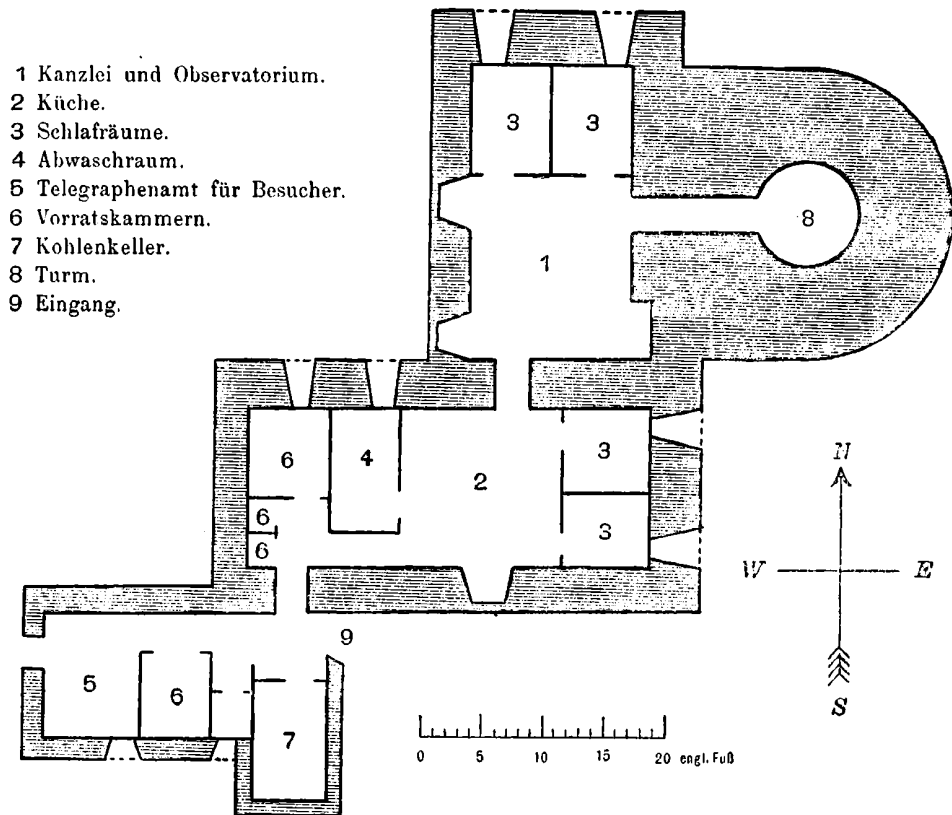 1 Kanzlei und Observatorium.
2 Küche.
3 Schlafräume.
4 Abwaschraum.
5 Telegraphenamt für Besucher.
6 Vorratskammern.
7 Kohlenkeller.
8 Turm.
9 Eingang.
3 3
8
1
6 4 2 3
6
6 3
9
5 6
7
N
W E
S
0 5 10 15 20 engl. Fuß